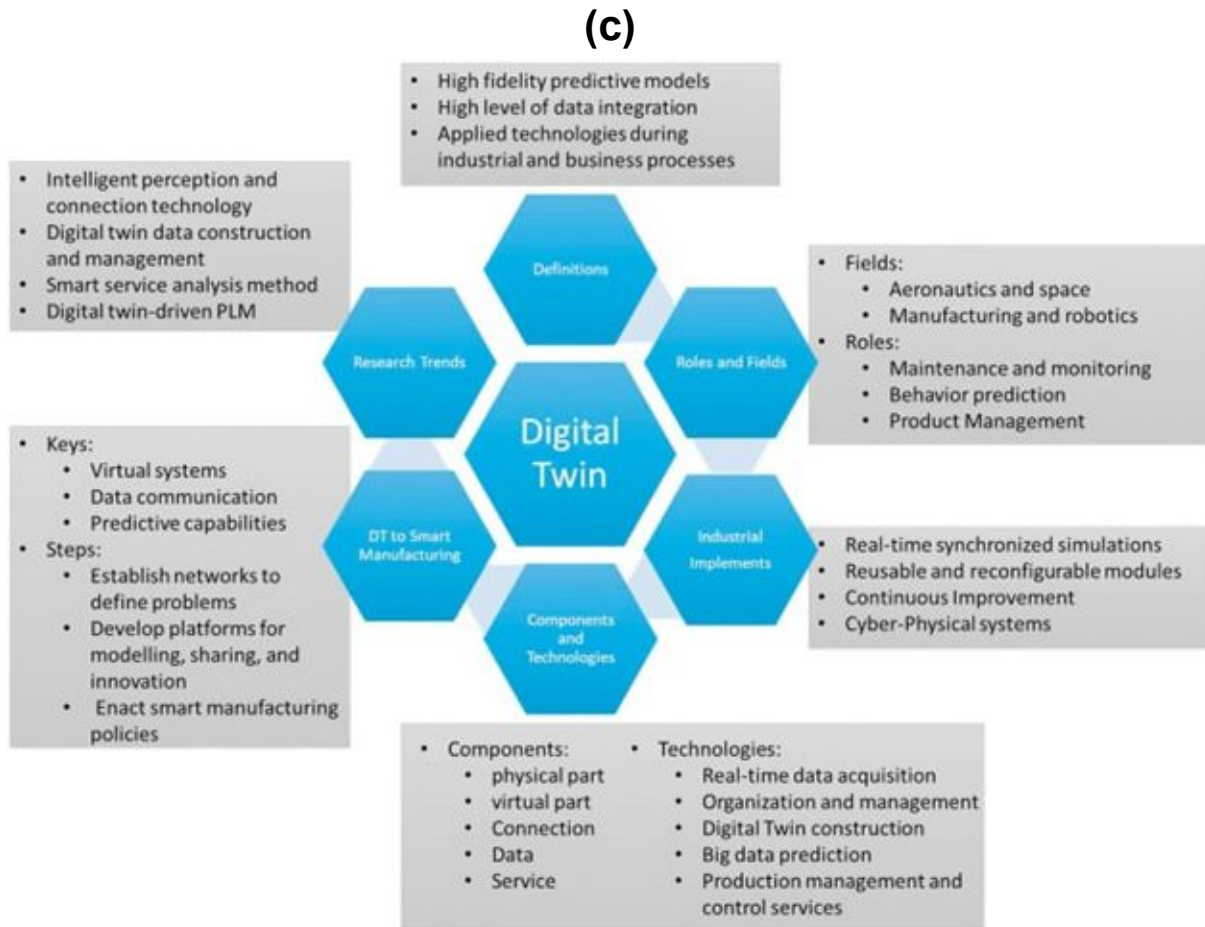 (c)
• High fidelity predictive models
• High level of data integration
• Applied technologies during
industrial and business processes
• Intelligent perception and
connection technology
• Digital twin data construction
and management
• Smart service analysis method
• Digital twin-driven PLM
Definitions
• Fields:
• Aeronautics and space
• Manufacturing and robotics
• Roles:
• Maintenance and monitoring
• Behavior prediction
• Product Management
Research Trends
Roles and Fields
Digital
Twin
• Keys:
• Virtual systems
• Data communication
• Predictive capabilities
• Steps:
• Establish networks to
define problems
• Develop platforms for
modelling, sharing, and
innovation
• Enact smart manufacturing
policies
DT to Smart
Manufacturing
Industrial
Implements
• Real-time synchronized simulations
• Reusable and reconfigurable modules
• Continuous Improvement
• Cyber-Physical systems
Components
and
Technologies
• Components:
• physical part
• virtual part
• Connection
• Data
• Service
• Technologies:
• Real-time data acquisition
• Organization and management
• Digital Twin construction
• Big data prediction
• Production management and
control services